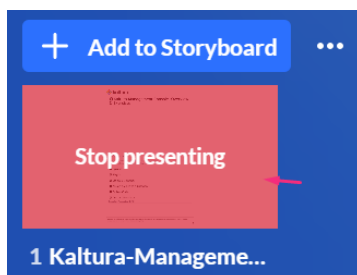 + Add to Storyboard ...
Stop presenting
1 Kaltura-Manageme...